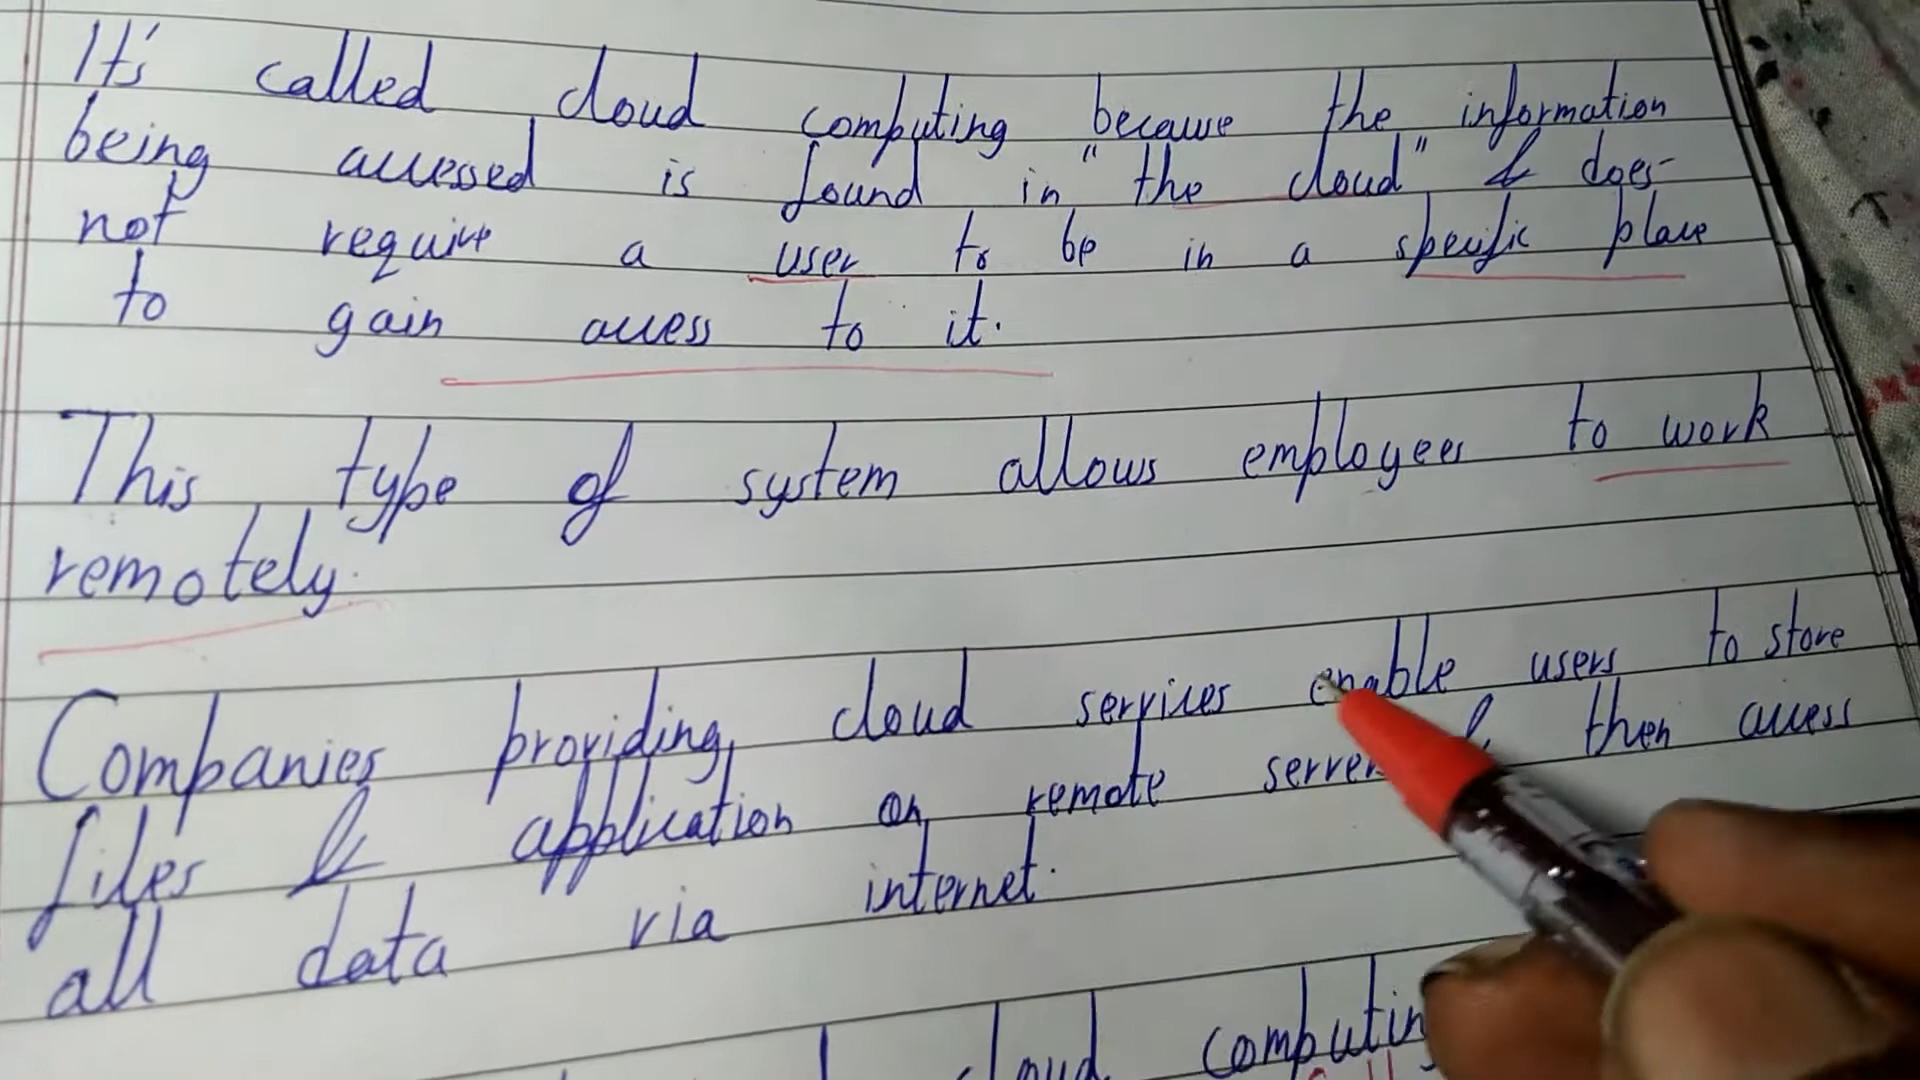 It's called cloud computing because the information
being accessed is found in "the cloud" & does
not require a user to be in a specific place
to gain access to it.
This type of system allows employees to work
remotely.
Companies providing cloud services enable users to store
files & application on remote servers & then access
all data via internet.
cloud computing